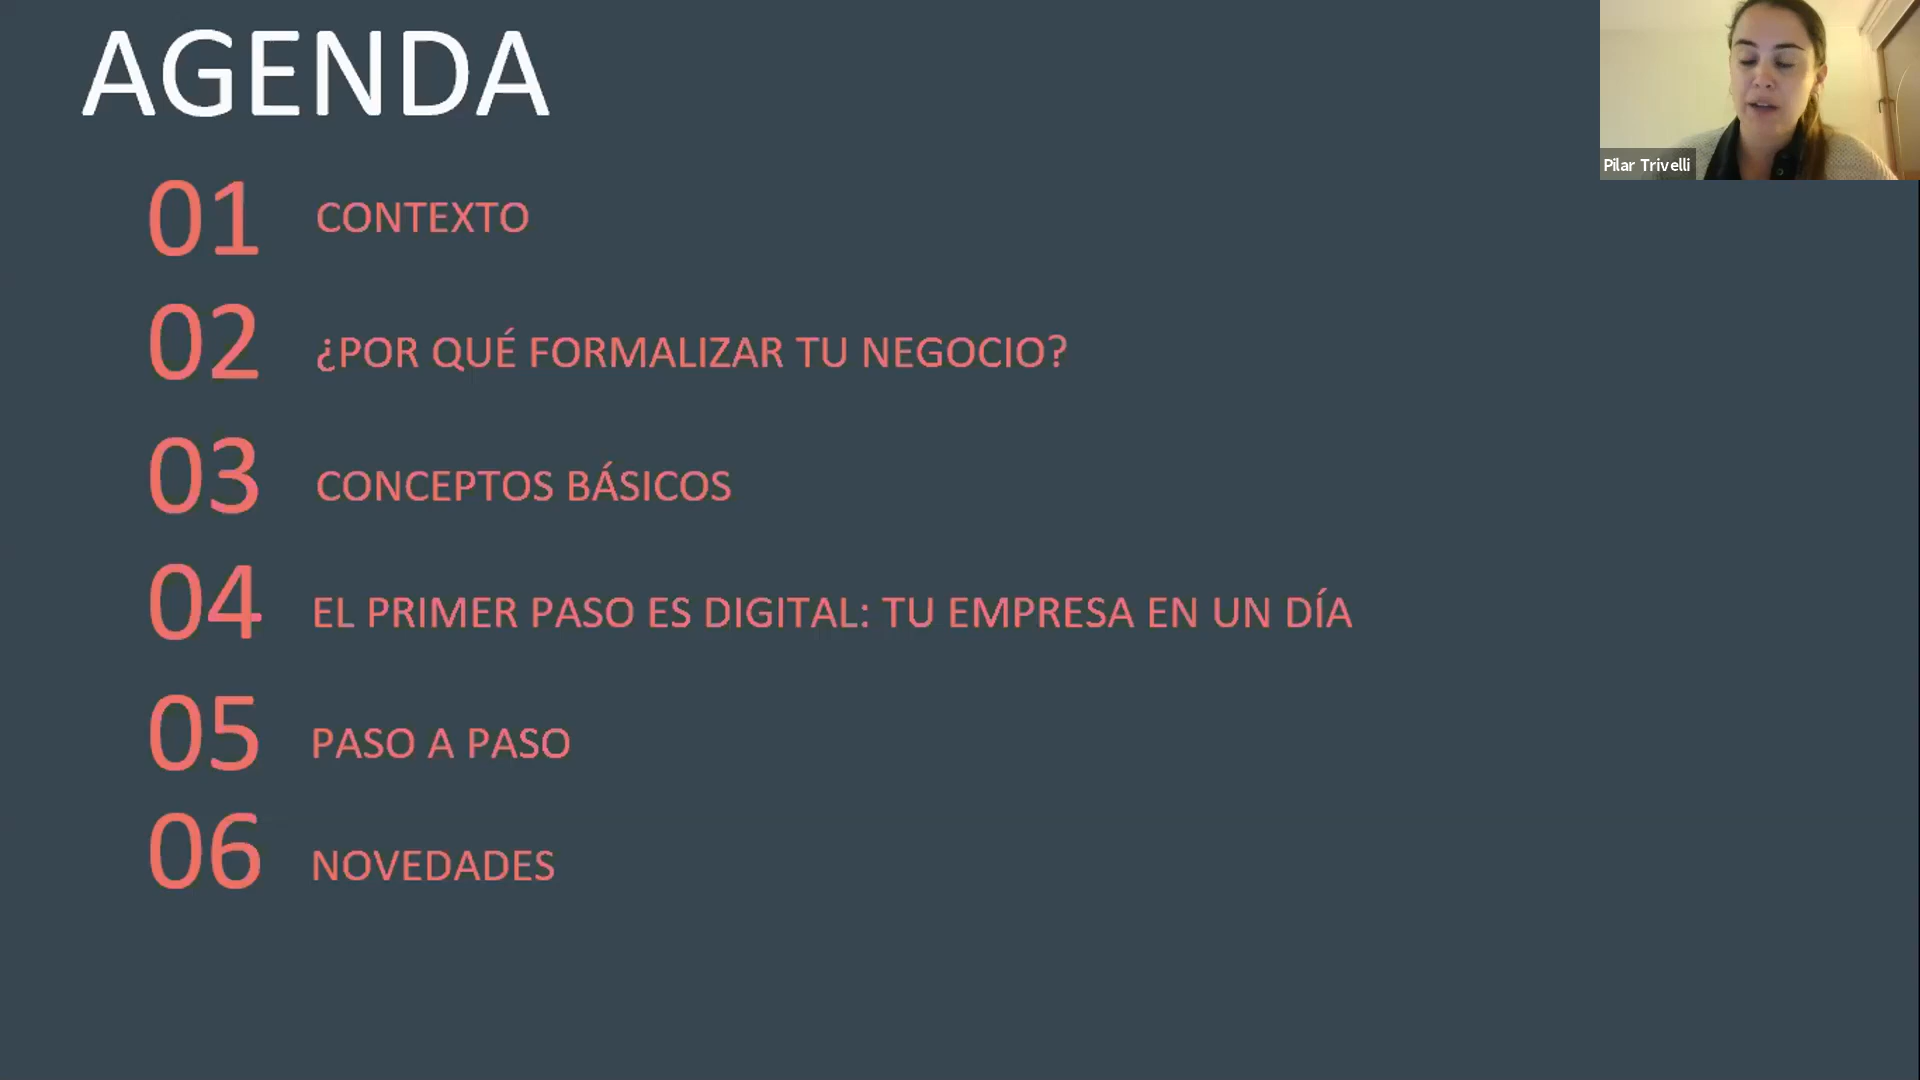 AGENDA
01 CONTEXTO
02 ¿POR QUÉ FORMALIZAR TU NEGOCIO?
03 CONCEPTOS BÁSICOS
04 EL PRIMER PASO ES DIGITAL: TU EMPRESA EN UN DÍA
05 PASO A PASO
06 NOVEDADES
Pilar Trivelli